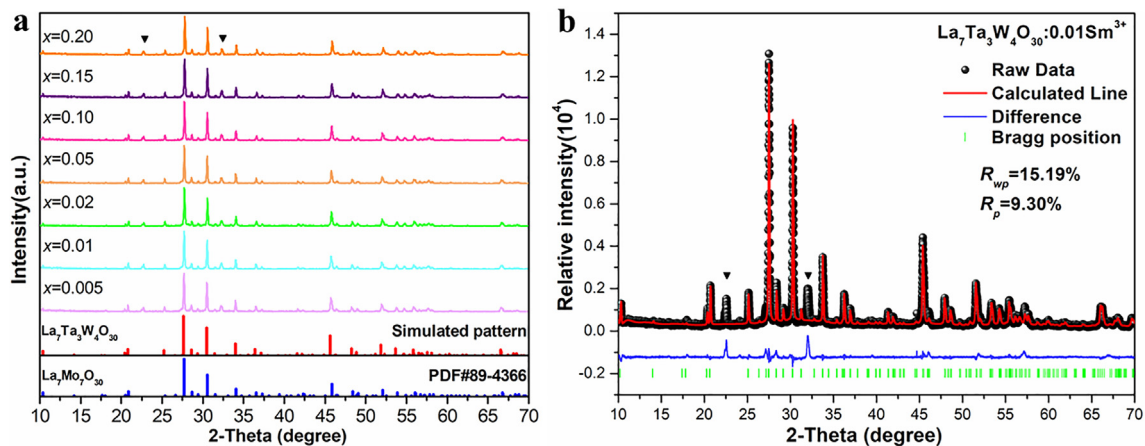 a
x=0.20
x=0.15
x=0.10
x=0.05
x=0.02
x=0.01
x=0.005
La₇Ta₃W₄O₃₀
Simulated pattern
La₇Mo₇O₃₀
PDF#89-4366
Intensity(a.u.)
10 15 20 25 30 35 40 45 50 55 60 65 70
2-Theta (degree)
b
La₇Ta₃W₄O₃₀:0.01Sm³⁺
Raw Data
Calculated Line
Difference
Bragg position
R_wp=15.19%
R_p=9.30%
Relative intensity(10⁴)
1.4
1.2
1.0
0.8
0.6
0.4
0.2
0.0
-0.2
10 15 20 25 30 35 40 45 50 55 60 65 70
2-Theta (degree)